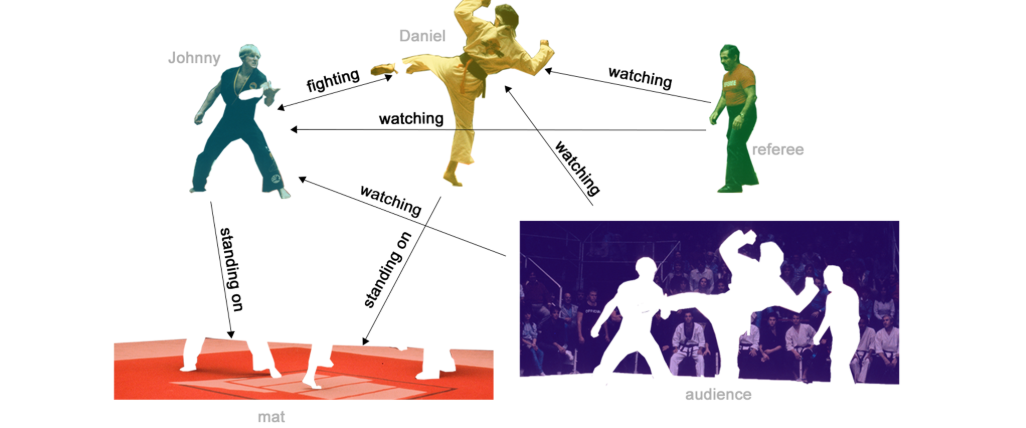 Daniel
Johnny
fighting
watching
watching
referee
watching
watching
standing on
standing on
mat
audience